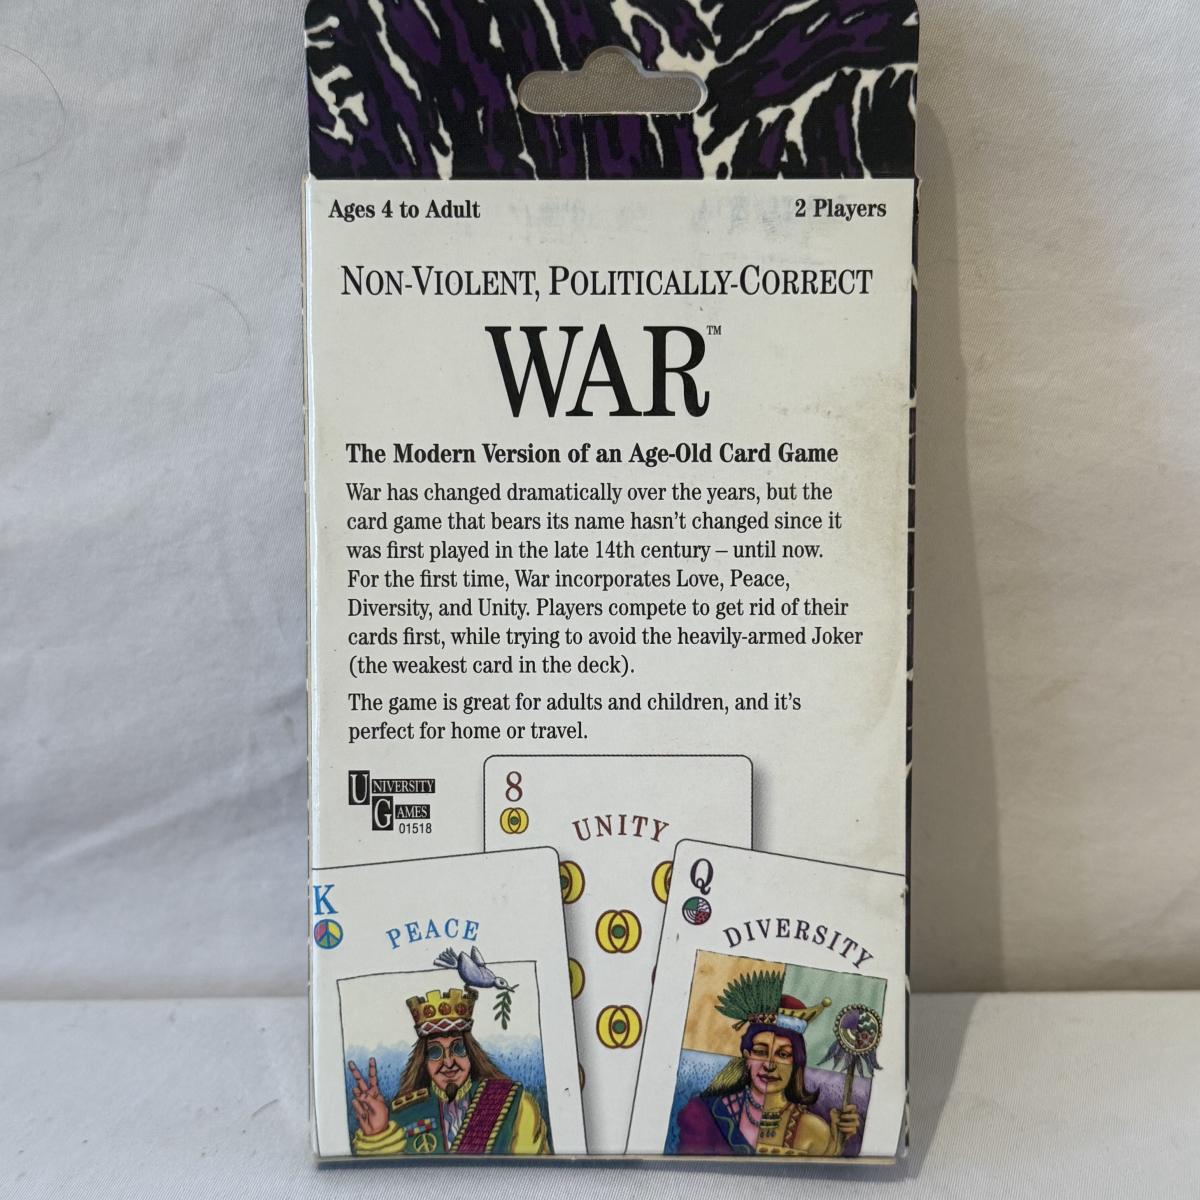 Ages 4 to Adult
2 Players
NON-VIOLENT, POLITICALLY-CORRECT
WAR™
The Modern Version of an Age-Old Card Game
War has changed dramatically over the years, but the
card game that bears its name hasn't changed since it
was first played in the late 14th century – until now.
For the first time, War incorporates Love, Peace,
Diversity, and Unity. Players compete to get rid of their
cards first, while trying to avoid the heavily-armed Joker
(the weakest card in the deck).
The game is great for adults and children, and it's
perfect for home or travel.
UNIVERSITY
GAMES
01518
8
UNITY
K
PEACE
Q
DIVERSITY